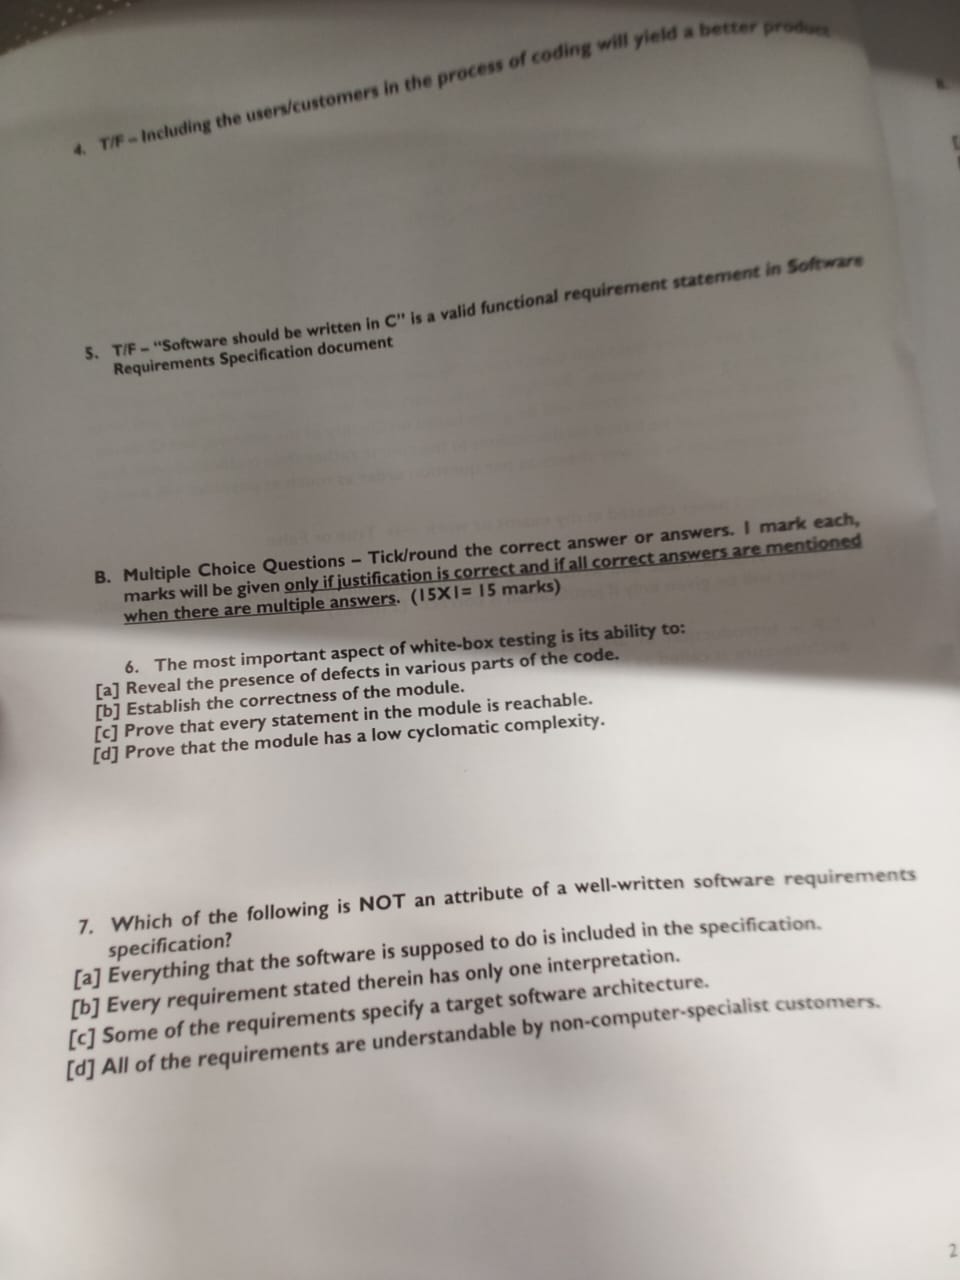 4. T/F – Including the users/customers in the process of coding will yield a better product
5. T/F – "Software should be written in C" is a valid functional requirement statement in Software
Requirements Specification document
B. Multiple Choice Questions – Tick/round the correct answer or answers. 1 mark each,
marks will be given only if justification is correct and if all correct answers are mentioned
when there are multiple answers. (15X1= 15 marks)
6. The most important aspect of white-box testing is its ability to:
[a] Reveal the presence of defects in various parts of the code.
[b] Establish the correctness of the module.
[c] Prove that every statement in the module is reachable.
[d] Prove that the module has a low cyclomatic complexity.
7. Which of the following is NOT an attribute of a well-written software requirements
specification?
[a] Everything that the software is supposed to do is included in the specification.
[b] Every requirement stated therein has only one interpretation.
[c] Some of the requirements specify a target software architecture.
[d] All of the requirements are understandable by non-computer-specialist customers.
2